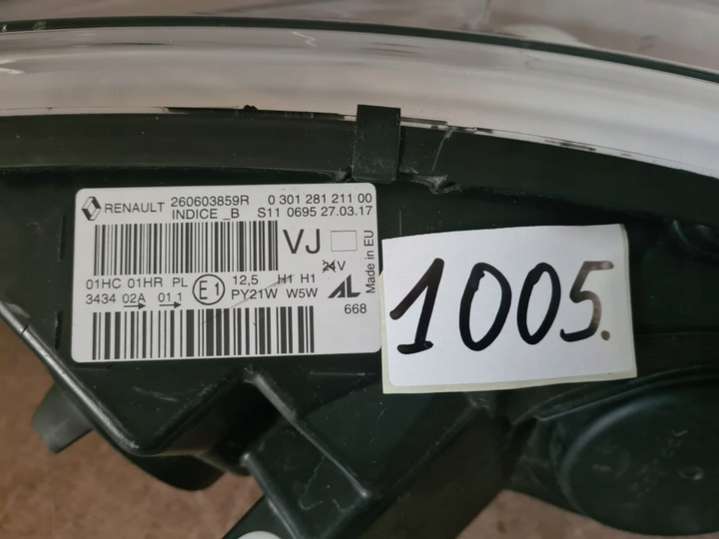 RENAULT 260603859R 0 301 281 211 00
INDICE _B S11 0695 27.03.17
VJ
Made in EU
01HC 01HR PL E1 12,5 H1 H1 24V
3434 02A 01 1 PY21W W5W AL
668
1005.